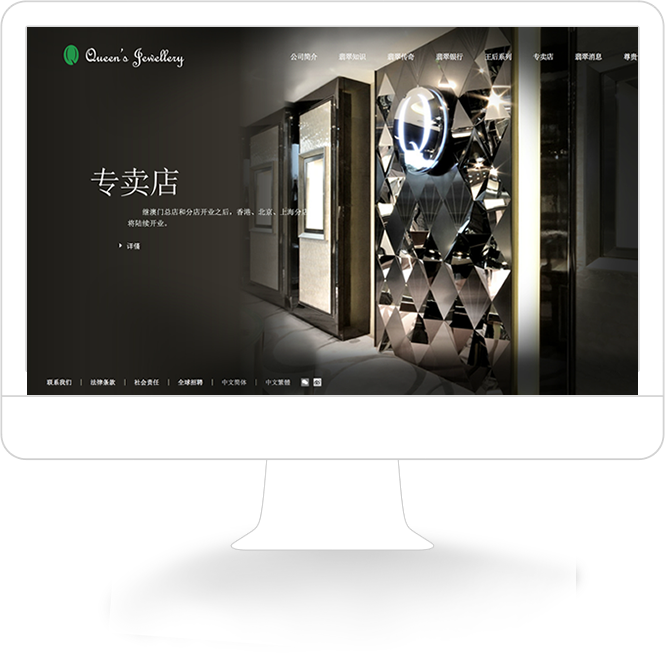 Queen's Jewellery
公司简介 翡翠知识 翡翠传奇 翡翠银行 王后系列 专卖店 翡翠消息 尊贵
Q
专卖店
继澳门总店和分店开业之后，香港、北京、上海分店
将陆续开业。
详情
联系我们 | 法律条款 | 社会责任 | 全球招聘 | 中文简体 | 中文繁體